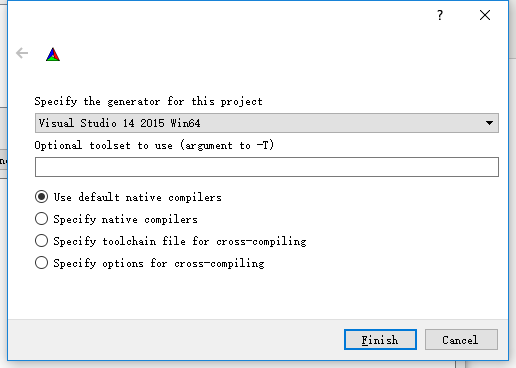 ?
Specify the generator for this project
Visual Studio 14 2015 Win64
Optional toolset to use (argument to -T)
Use default native compilers
Specify native compilers
Specify toolchain file for cross-compiling
Specify options for cross-compiling
Finish
Cancel